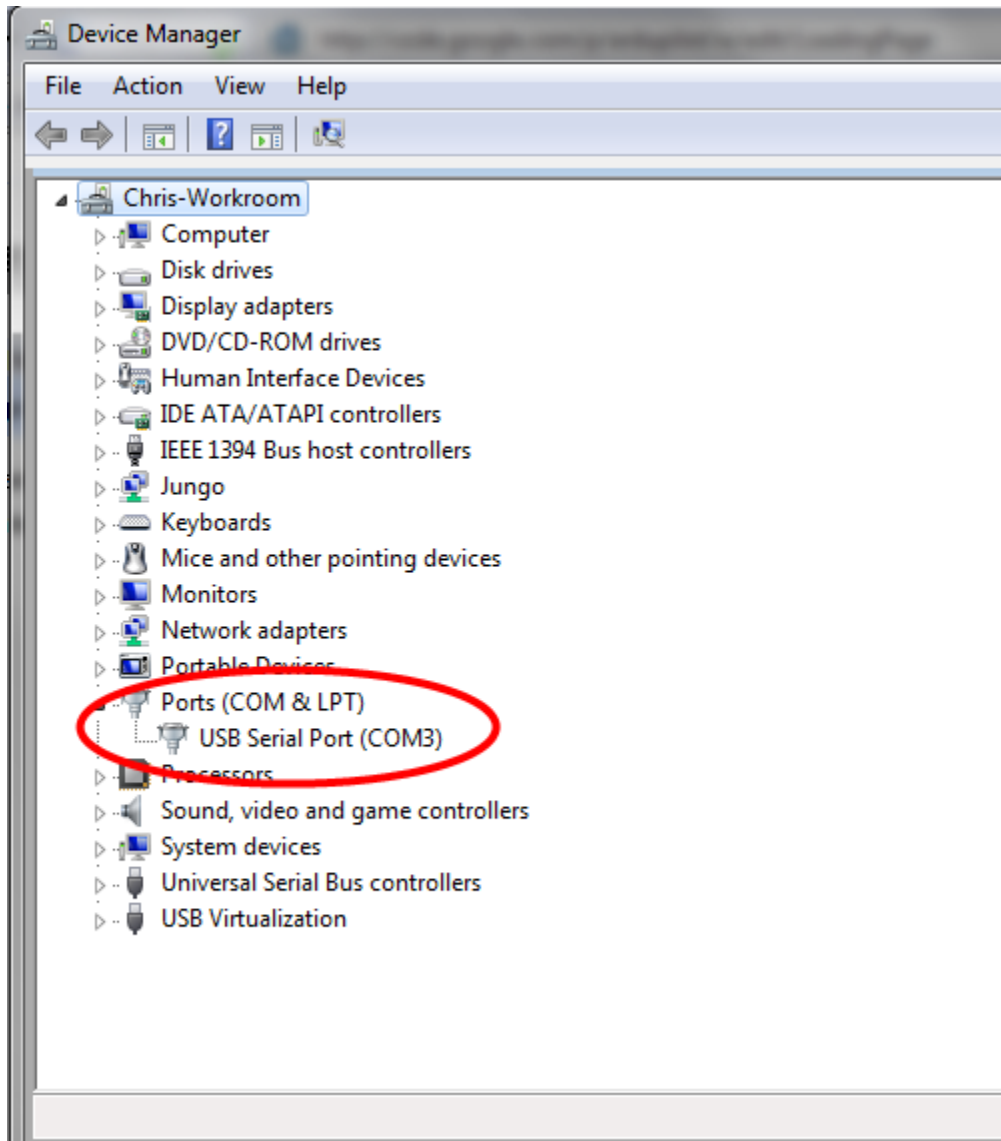 Device Manager
File Action View Help
Chris-Workroom
Computer
Disk drives
Display adapters
DVD/CD-ROM drives
Human Interface Devices
IDE ATA/ATAPI controllers
IEEE 1394 Bus host controllers
Jungo
Keyboards
Mice and other pointing devices
Monitors
Network adapters
Portable Devices
Ports (COM & LPT)
USB Serial Port (COM3)
Processors
Sound, video and game controllers
System devices
Universal Serial Bus controllers
USB Virtualization